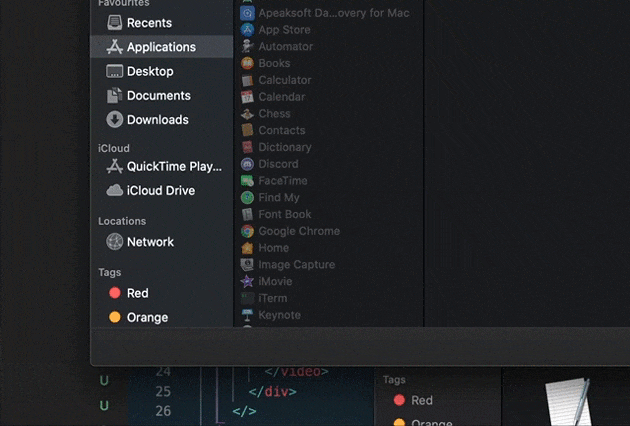 Favourites
Recents
Applications
Desktop
Documents
Downloads
iCloud
QuickTime Play...
iCloud Drive
Locations
Network
Tags
Red
Orange
Apeaksoft Da...overy for Mac
App Store
Automator
Books
Calculator
Calendar
Chess
Contacts
Dictionary
Discord
FaceTime
Find My
Font Book
Google Chrome
Home
Image Capture
iMovie
iTerm
Keynote
U
24 </video>
25 </div>
U
26 </>
Tags
Red
Orange